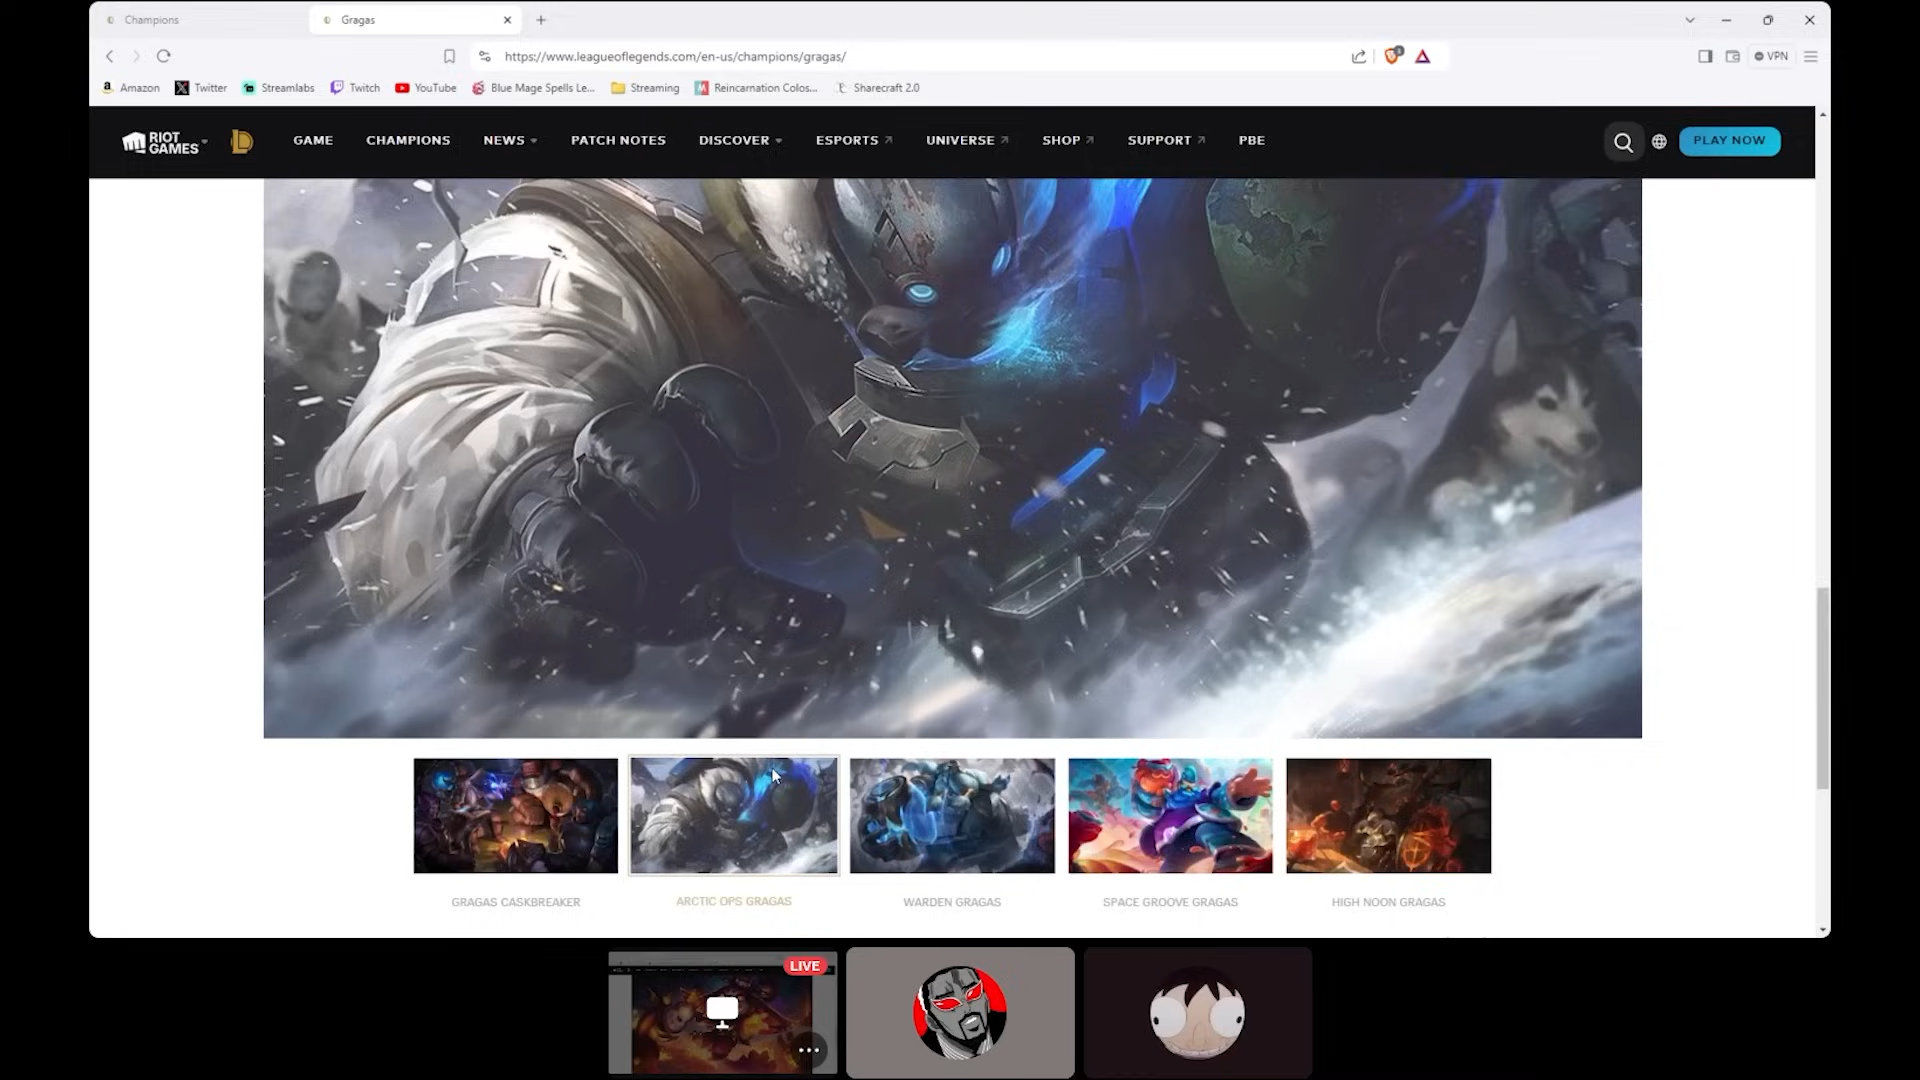 Champions
Gragas
https://www.leagueoflegends.com/en-us/champions/gragas/
VPN
Amazon
Twitter
Streamlabs
Twitch
YouTube
Blue Mage Spells Le...
Streaming
Reincarnation Colos...
Sharecraft 2.0
RIOT
GAMES
GAME
CHAMPIONS
NEWS
PATCH NOTES
DISCOVER
ESPORTS
UNIVERSE
SHOP
SUPPORT
PBE
PLAY NOW
GRAGAS CASKBREAKER
ARCTIC OPS GRAGAS
WARDEN GRAGAS
SPACE GROOVE GRAGAS
HIGH NOON GRAGAS
LIVE